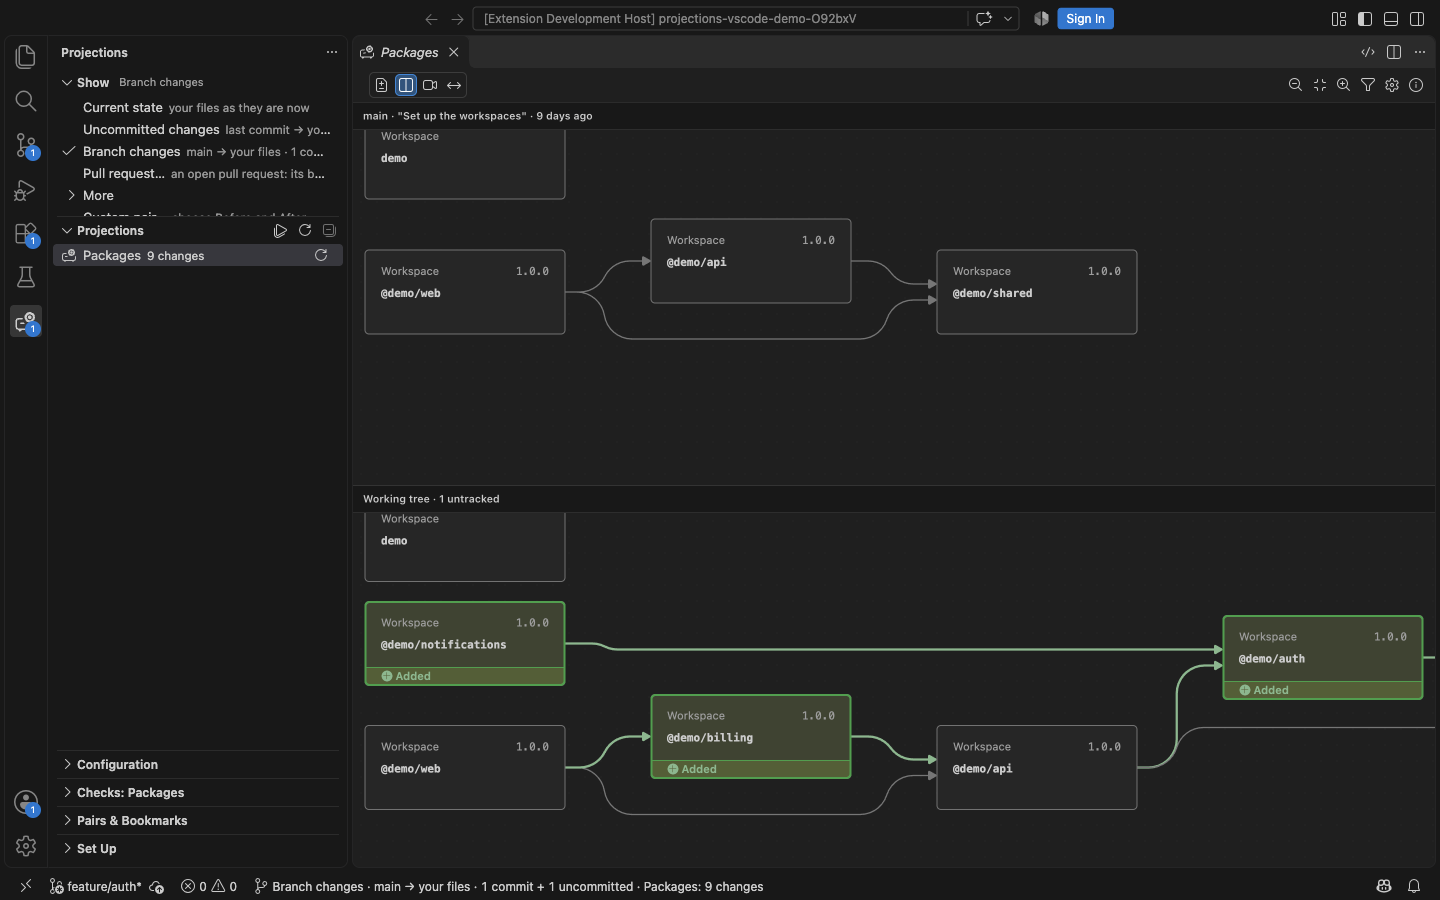 [Extension Development Host] projections-vscode-demo-O92bxV
Sign In
Projections
Show Branch changes
Current state your files as they are now
Uncommitted changes last commit → yo...
Branch changes main → your files · 1 co...
Pull request... an open pull request: its b...
More
Projections
Packages 9 changes
Configuration
Checks: Packages
Pairs & Bookmarks
Set Up
1
1
1
1
Packages
main · "Set up the workspaces" · 9 days ago
Workspace
demo
Workspace 1.0.0
@demo/web
Workspace 1.0.0
@demo/api
Workspace 1.0.0
@demo/shared
Working tree · 1 untracked
Workspace
demo
Workspace 1.0.0
@demo/notifications
Added
Workspace 1.0.0
@demo/auth
Added
Workspace 1.0.0
@demo/billing
Added
Workspace 1.0.0
@demo/web
Workspace 1.0.0
@demo/api
feature/auth* 0 0 Branch changes · main → your files · 1 commit + 1 uncommitted · Packages: 9 changes